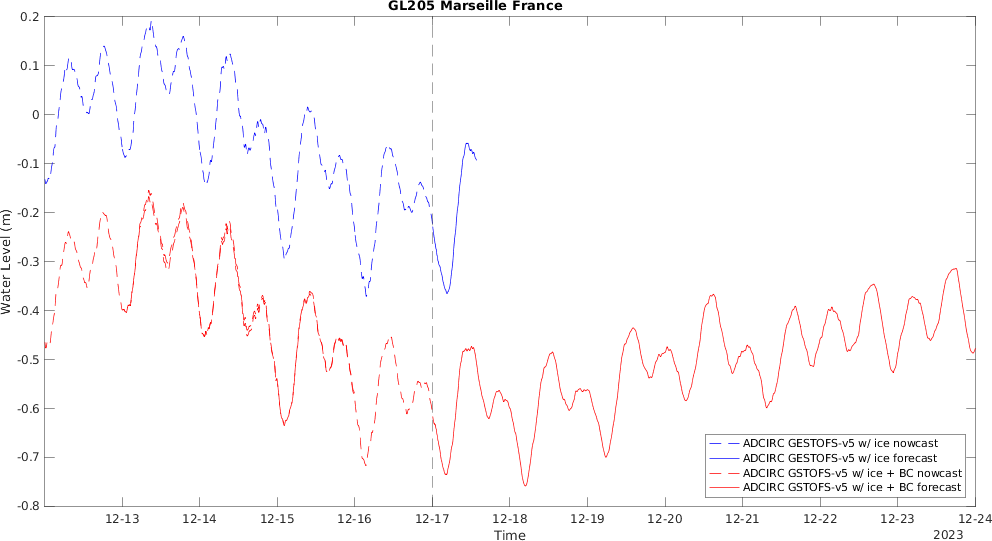 GL205 Marseille France
0.2
0.1
0
-0.1
-0.2
-0.3
-0.4
-0.5
-0.6
-0.7
-0.8
Water Level (m)
ADCIRC GESTOFS-v5 w/ ice nowcast
ADCIRC GESTOFS-v5 w/ ice forecast
ADCIRC GSTOFS-v5 w/ ice + BC nowcast
ADCIRC GSTOFS-v5 w/ ice + BC forecast
12-13 12-14 12-15 12-16 12-17 12-18 12-19 12-20 12-21 12-22 12-23 12-24
Time
2023